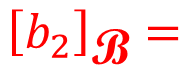 [b₂]_𝓑 =